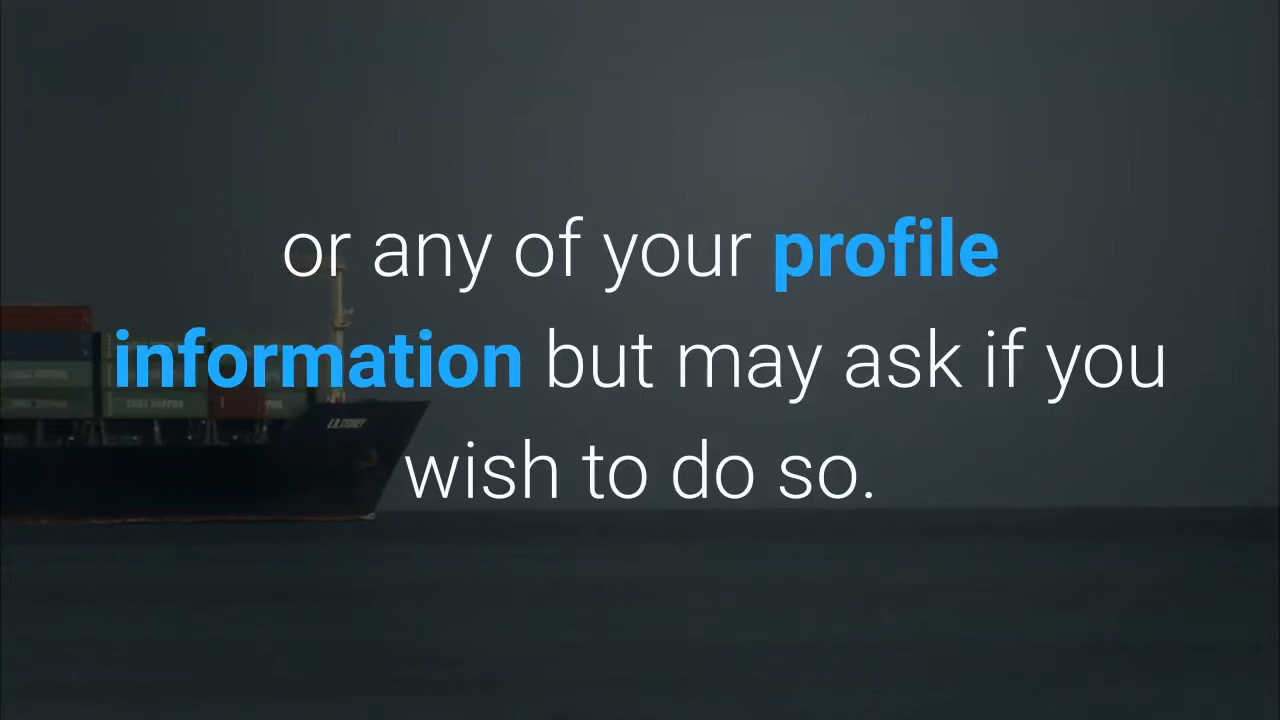 or any of your profile
information but may ask if you
wish to do so.